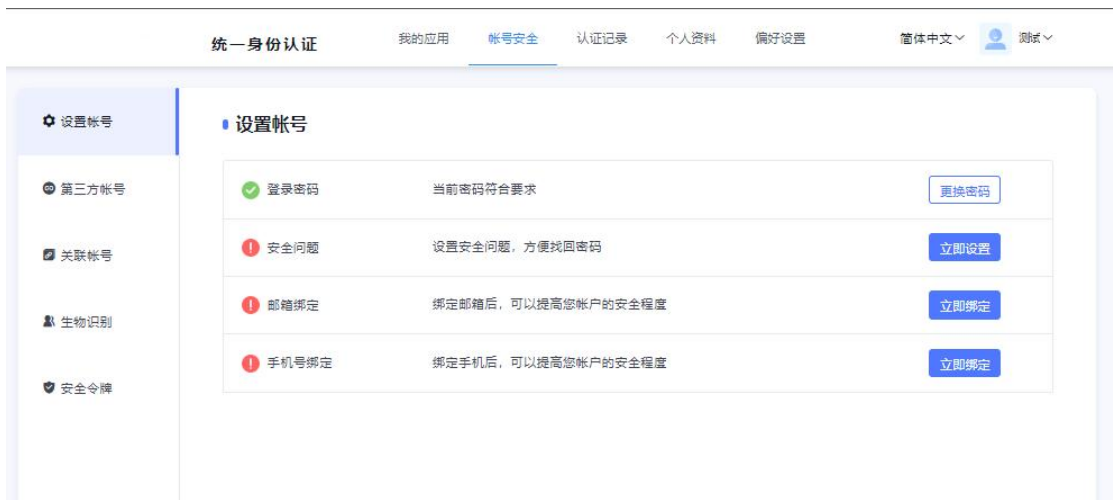 统一身份认证 我的应用 帐号安全 认证记录 个人资料 偏好设置 简体中文 测试
设置帐号
第三方帐号
关联帐号
生物识别
安全令牌
设置帐号
登录密码 当前密码符合要求 更换密码
安全问题 设置安全问题，方便找回密码 立即设置
邮箱绑定 绑定邮箱后，可以提高您帐户的安全程度 立即绑定
手机号绑定 绑定手机后，可以提高您帐户的安全程度 立即绑定